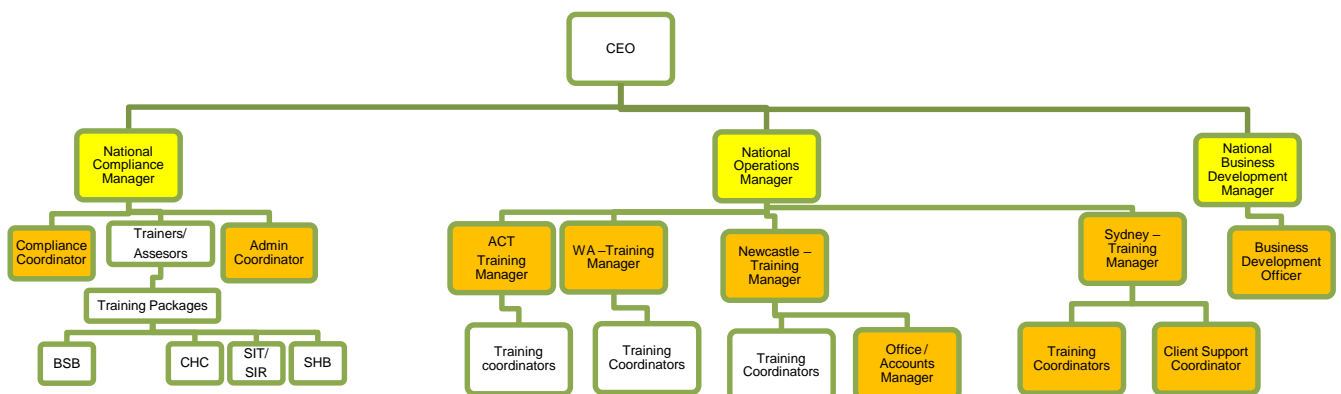 CEO
National
Compliance
Manager
National
Operations
Manager
National
Business
Development
Manager
Compliance
Coordinator
Trainers/
Assesors
Admin
Coordinator
ACT
Training
Manager
WA –Training
Manager
Newcastle –
Training
Manager
Sydney –
Training
Manager
Business
Development
Officer
Training Packages
BSB
CHC
SIT/
SIR
SHB
Training
coordinators
Training
Coordinators
Training
Coordinators
Office /
Accounts
Manager
Training
Coordinators
Client Support
Coordinator